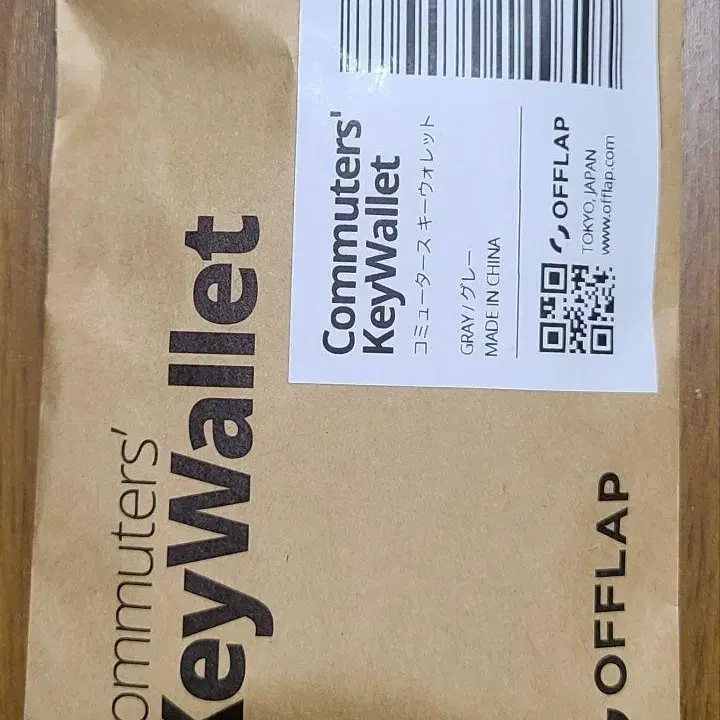 Commuters'
KeyWallet
コミュータース キーウォレット
GRAY / グレー
MADE IN CHINA
OFFLAP
TOKYO, JAPAN
www.offlap.com
ommuters'
KeyWallet
OFFLAP